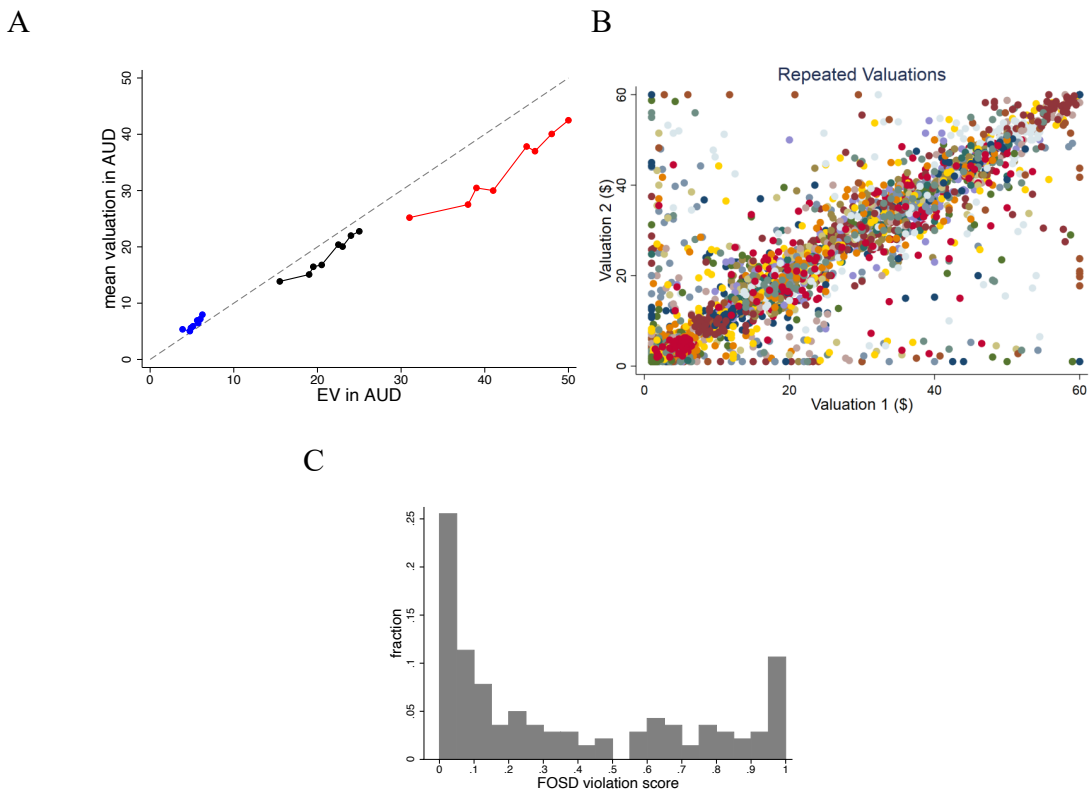 A
mean valuation in AUD
50
40
30
20
10
0
0 10 20 30 40 50
EV in AUD
B
Repeated Valuations
Valuation 2 ($)
60
40
20
0
0 20 40 60
Valuation 1 ($)
C
fraction
.25
.2
.15
.1
.05
0
0 .1 .2 .3 .4 .5 .6 .7 .8 .9 1
FOSD violation score